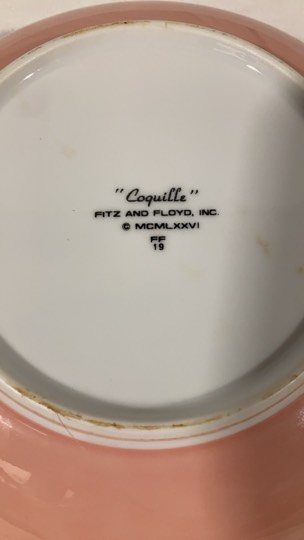 "Coquille"
FITZ AND FLOYD, INC.
© MCMLXXVI
FF
19